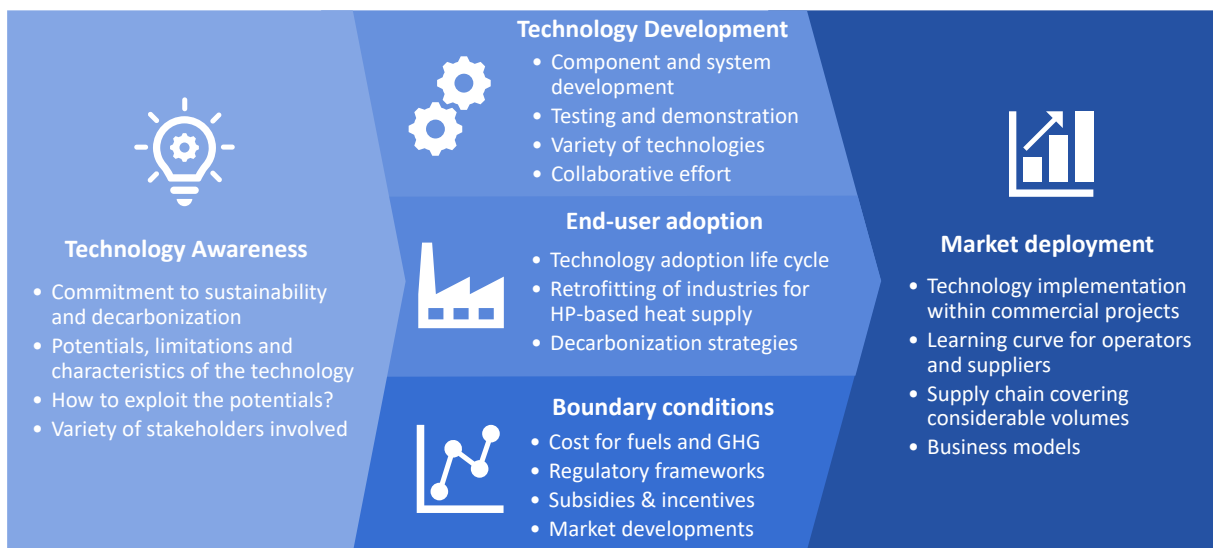 Technology Awareness
• Commitment to sustainability
and decarbonization
• Potentials, limitations and
characteristics of the technology
• How to exploit the potentials?
• Variety of stakeholders involved
Technology Development
• Component and system
development
• Testing and demonstration
• Variety of technologies
• Collaborative effort
End-user adoption
• Technology adoption life cycle
• Retrofitting of industries for
HP-based heat supply
• Decarbonization strategies
Boundary conditions
• Cost for fuels and GHG
• Regulatory frameworks
• Subsidies & incentives
• Market developments
Market deployment
• Technology implementation
within commercial projects
• Learning curve for operators
and suppliers
• Supply chain covering
considerable volumes
• Business models